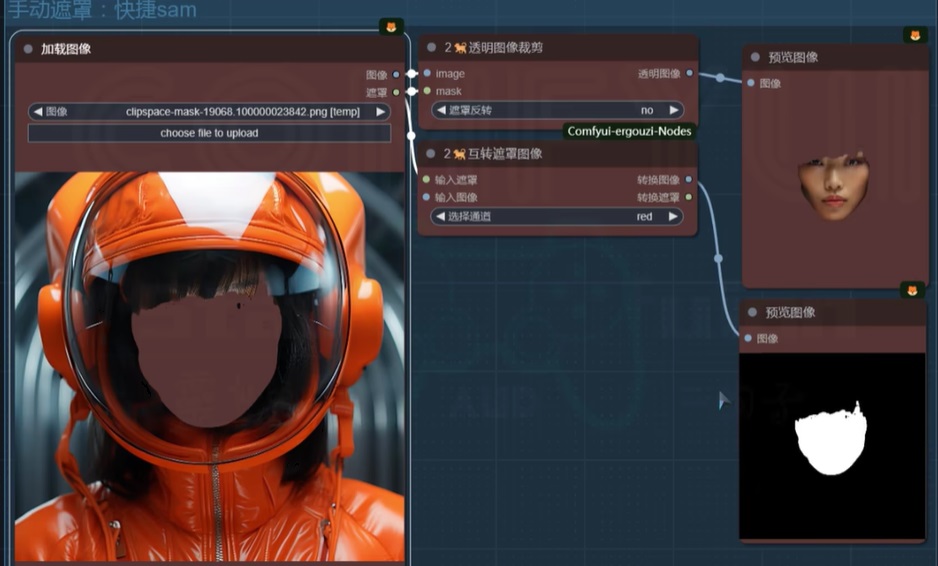 手动遮罩：快捷sam
加载图像
图像
遮罩
图像 clipspace-mask-19068.100000023842.png [temp]
choose file to upload
2🐕透明图像裁剪
image 透明图像
mask
遮罩反转 no
Comfyui-ergouzi-Nodes
2🐕互转遮罩图像
输入遮罩 转换图像
输入图像 转换遮罩
选择通道 red
预览图像
图像
预览图像
图像